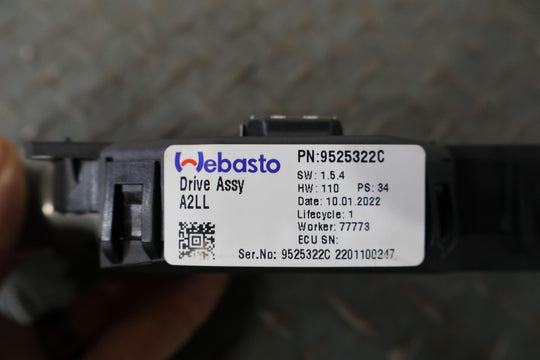 Webasto
Drive Assy
A2LL
PN:9525322C
SW: 1.5.4
HW: 110 PS: 34
Date: 10.01.2022
Lifecycle: 1
Worker: 77773
ECU SN:
Ser.No: 9525322C 2201100247